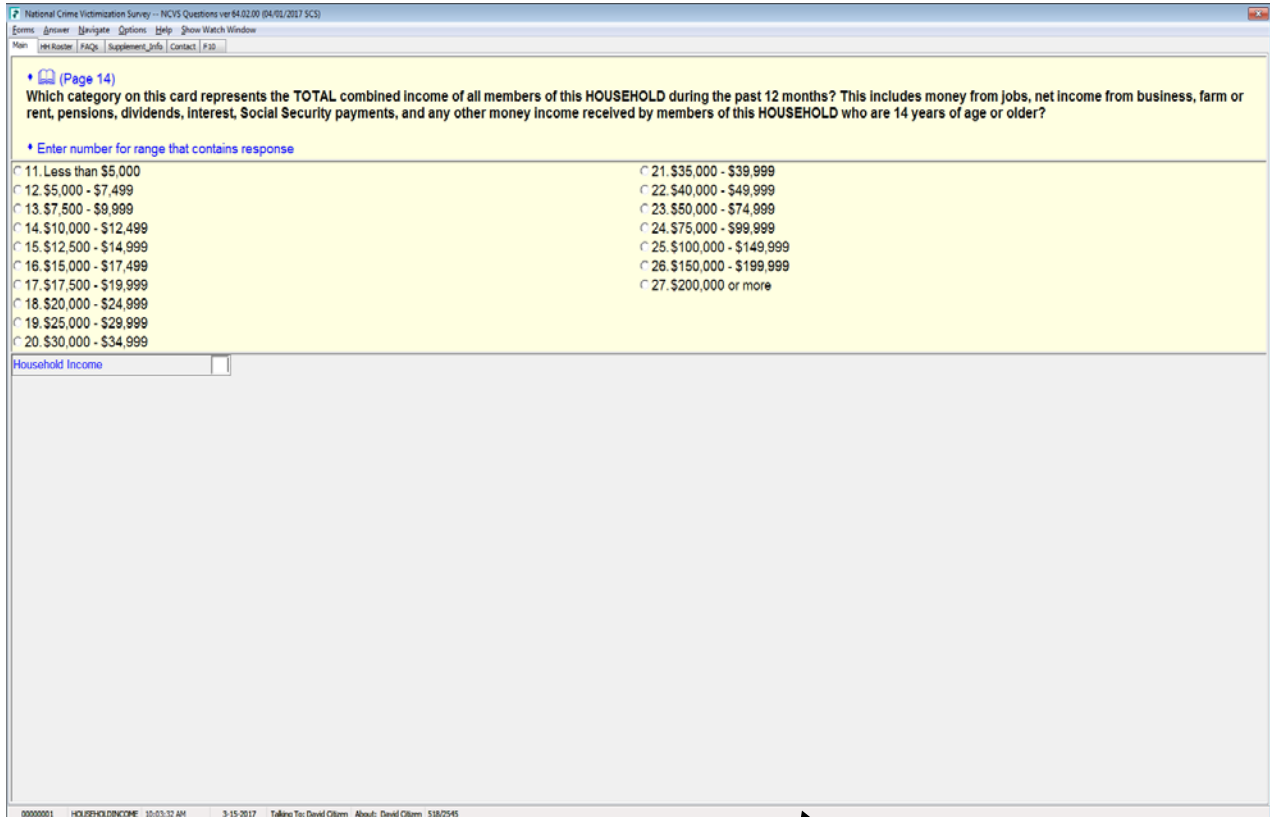 National Crime Victimization Survey -- NCVS Questions ver 64.02.00 (04/01/2017 SCS)
Forms Answer Navigate Options Help Show Watch Window
Main HH Roster FAQs Supplement_Info Contact F10
(Page 14)
Which category on this card represents the TOTAL combined income of all members of this HOUSEHOLD during the past 12 months? This includes money from jobs, net income from business, farm or
rent, pensions, dividends, interest, Social Security payments, and any other money income received by members of this HOUSEHOLD who are 14 years of age or older?
Enter number for range that contains response
11. Less than $5,000
12. $5,000 - $7,499
13. $7,500 - $9,999
14. $10,000 - $12,499
15. $12,500 - $14,999
16. $15,000 - $17,499
17. $17,500 - $19,999
18. $20,000 - $24,999
19. $25,000 - $29,999
20. $30,000 - $34,999
21. $35,000 - $39,999
22. $40,000 - $49,999
23. $50,000 - $74,999
24. $75,000 - $99,999
25. $100,000 - $149,999
26. $150,000 - $199,999
27. $200,000 or more
Household Income
00000001 HOUSEHOLDINCOME 10:03:32 AM 3-15-2017 Talking To: David Citizen About: David Citizen 518/2545